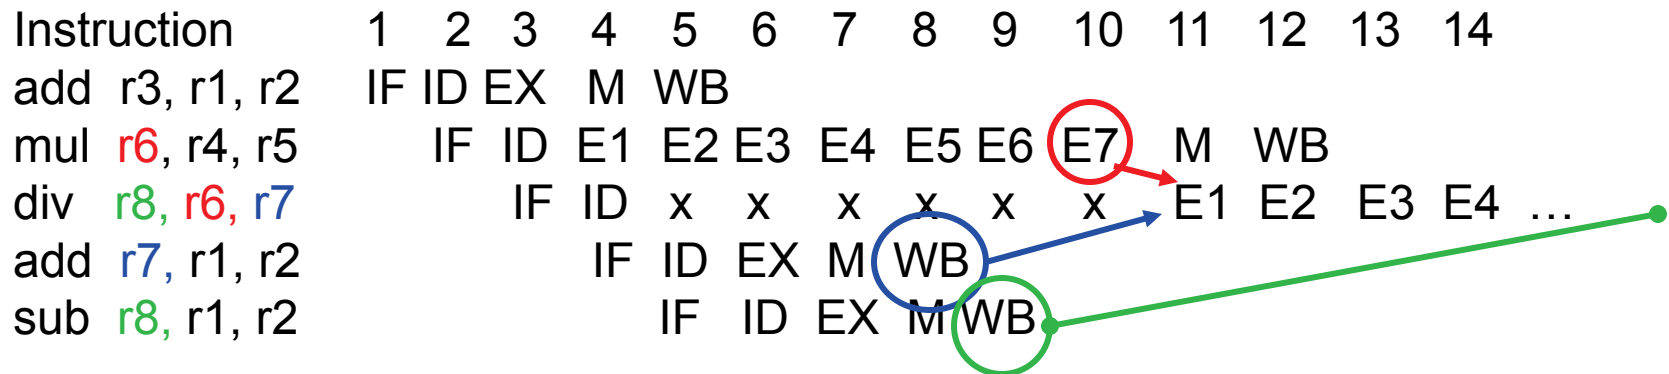 Instruction 1 2 3 4 5 6 7 8 9 10 11 12 13 14
add r3, r1, r2 IF ID EX M WB
mul r6, r4, r5 IF ID E1 E2 E3 E4 E5 E6 E7 M WB
div r8, r6, r7 IF ID x x x x x x E1 E2 E3 E4 ...
add r7, r1, r2 IF ID EX M WB
sub r8, r1, r2 IF ID EX M WB